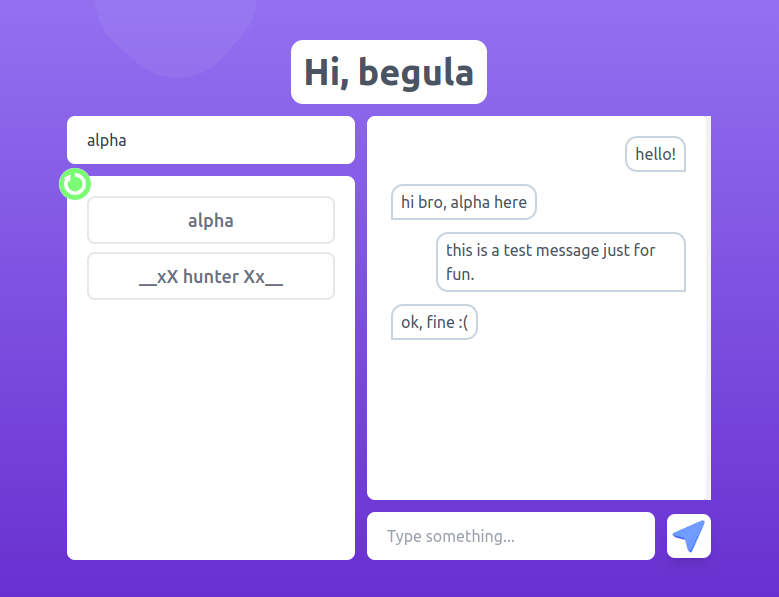 Hi, begula
alpha
alpha
__xX hunter Xx__
hello!
hi bro, alpha here
this is a test message just for
fun.
ok, fine :(
Type something...